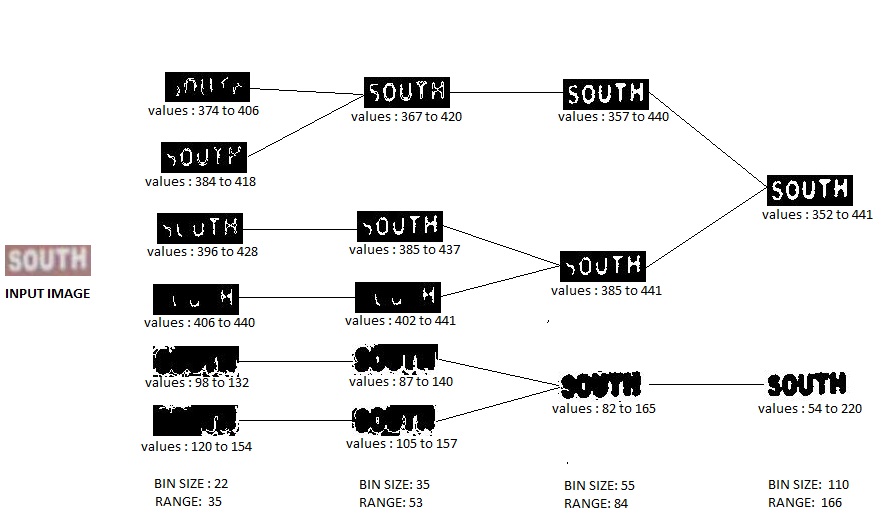 SOUTH
INPUT IMAGE
values : 374 to 406
SOUTH
values : 384 to 418
SOUTH
values : 396 to 428
values : 406 to 440
values : 98 to 132
values : 120 to 154
BIN SIZE : 22
RANGE: 35
SOUTH
values : 367 to 420
SOUTH
values : 385 to 437
values : 402 to 441
SOUTH
values : 87 to 140
SOUTH
values : 105 to 157
BIN SIZE: 35
RANGE: 53
SOUTH
values : 357 to 440
SOUTH
values : 385 to 441
SOUTH
values : 82 to 165
BIN SIZE: 55
RANGE: 84
SOUTH
values : 352 to 441
SOUTH
values : 54 to 220
BIN SIZE: 110
RANGE: 166